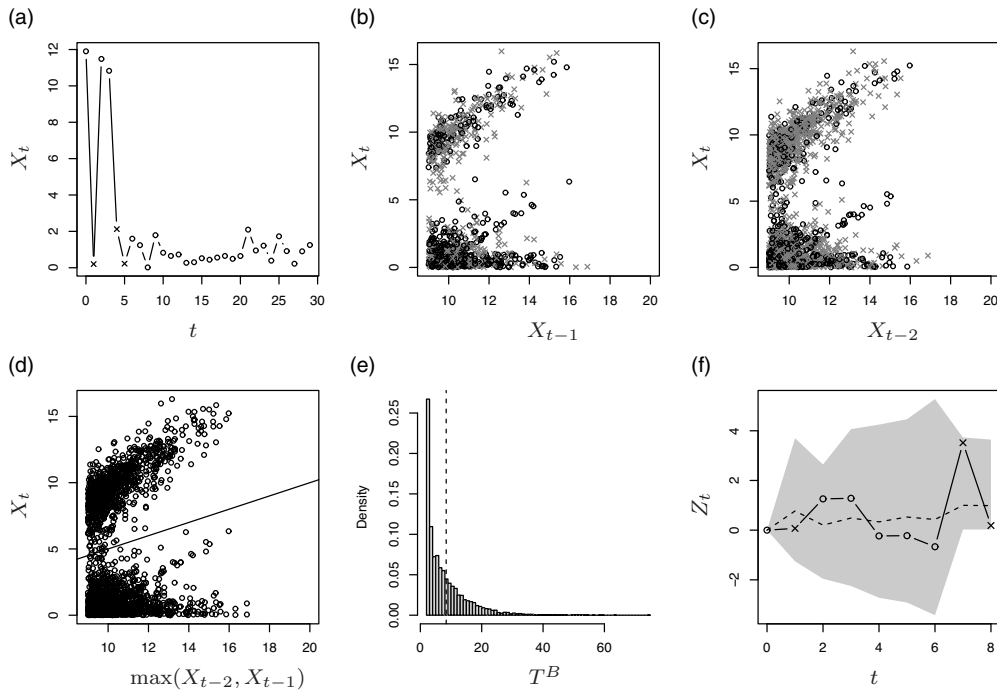 (a)
(b)
(c)
X_t
0 2 4 6 8 10 12
0 5 10 15 20 25 30
t
X_t
0 5 10 15
10 12 14 16 18 20
X_{t-1}
X_t
0 5 10 15
10 12 14 16 18 20
X_{t-2}
(d)
(e)
(f)
X_t
0 5 10 15
10 12 14 16 18 20
max(X_{t-2}, X_{t-1})
Density
0.00 0.05 0.10 0.15 0.20 0.25
0 20 40 60
T^B
Z_t
-2 0 2 4
0 2 4 6 8
t